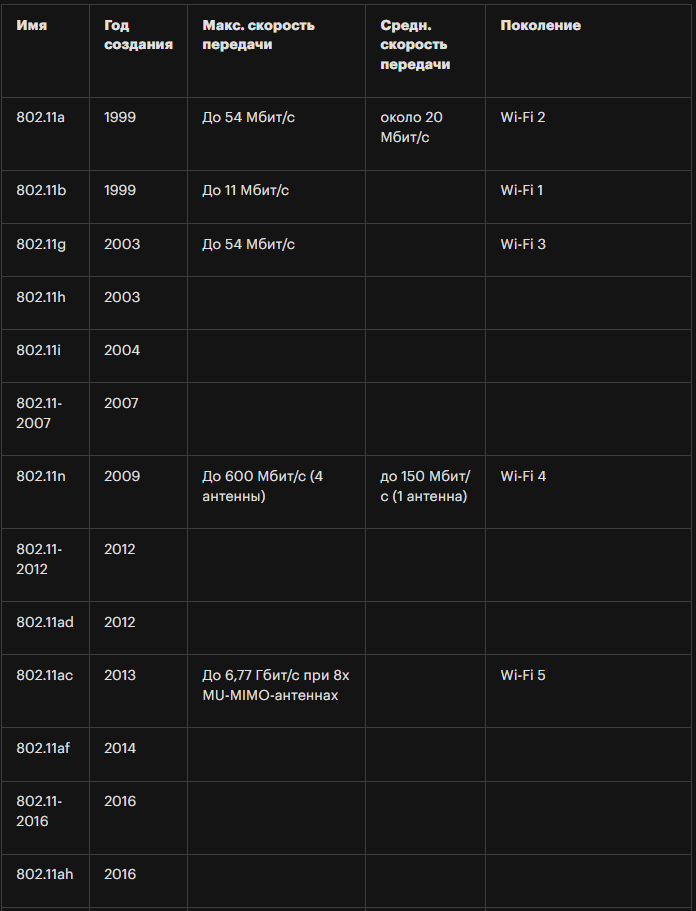 Имя
Год
создания
Макс. скорость
передачи
Средн.
скорость
передачи
Поколение
802.11a
1999
До 54 Мбит/с
около 20
Мбит/с
Wi-Fi 2
802.11b
1999
До 11 Мбит/с
Wi-Fi 1
802.11g
2003
До 54 Мбит/с
Wi-Fi 3
802.11h
2003
802.11i
2004
802.11-
2007
2007
802.11n
2009
До 600 Мбит/с (4
антенны)
до 150 Мбит/
с (1 антенна)
Wi-Fi 4
802.11-
2012
2012
802.11ad
2012
802.11ac
2013
До 6,77 Гбит/с при 8x
MU-MIMO-антеннах
Wi-Fi 5
802.11af
2014
802.11-
2016
2016
802.11ah
2016